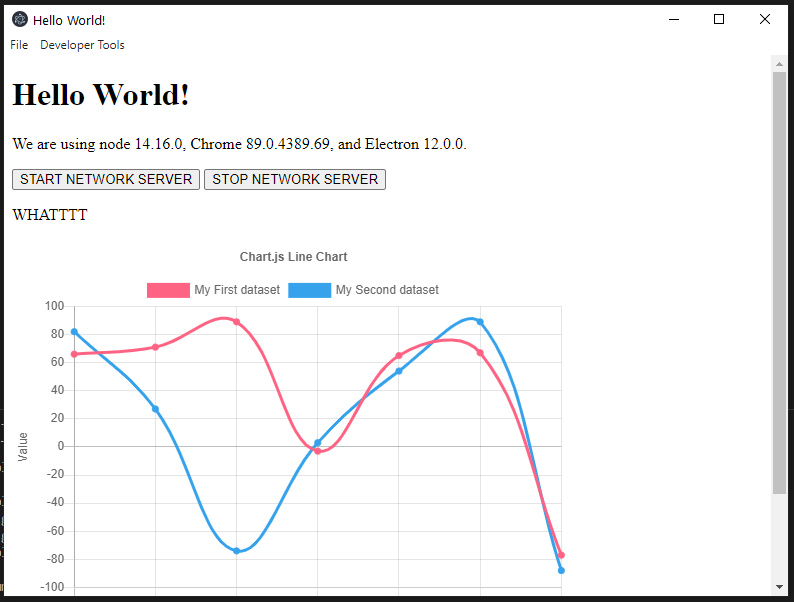 Hello World!
File Developer Tools
Hello World!
We are using node 14.16.0, Chrome 89.0.4389.69, and Electron 12.0.0.
START NETWORK SERVER STOP NETWORK SERVER
WHATTTT
Chart.js Line Chart
My First dataset My Second dataset
100
80
60
40
20
0
-20
-40
-60
-80
-100
Value